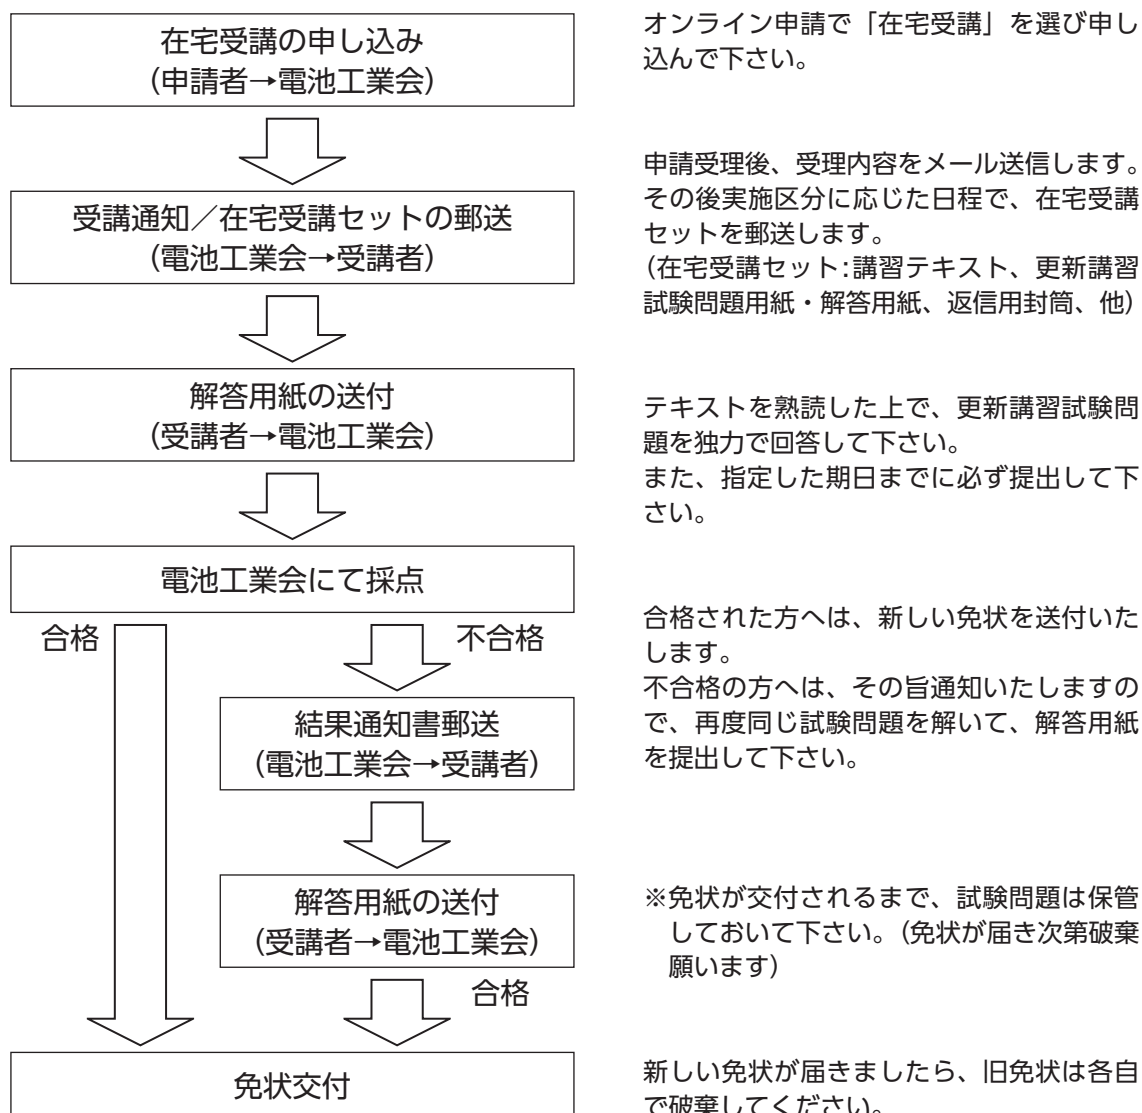 在宅受講の申し込み
(申請者→電池工業会)
オンライン申請で「在宅受講」を選び申し
込んで下さい。
受講通知／在宅受講セットの郵送
(電池工業会→受講者)
申請受理後、受理内容をメール送信します。
その後実施区分に応じた日程で、在宅受講
セットを郵送します。
(在宅受講セット:講習テキスト、更新講習
試験問題用紙・解答用紙、返信用封筒、他)
解答用紙の送付
(受講者→電池工業会)
テキストを熟読した上で、更新講習試験問
題を独力で回答して下さい。
また、指定した期日までに必ず提出して下
さい。
電池工業会にて採点
合格
不合格
合格された方へは、新しい免状を送付いた
します。
不合格の方へは、その旨通知いたしますの
で、再度同じ試験問題を解いて、解答用紙
を提出して下さい。
結果通知書郵送
(電池工業会→受講者)
解答用紙の送付
(受講者→電池工業会)
※免状が交付されるまで、試験問題は保管
しておいて下さい。(免状が届き次第破棄
願います)
合格
免状交付
新しい免状が届きましたら、旧免状は各自
で破棄してください。